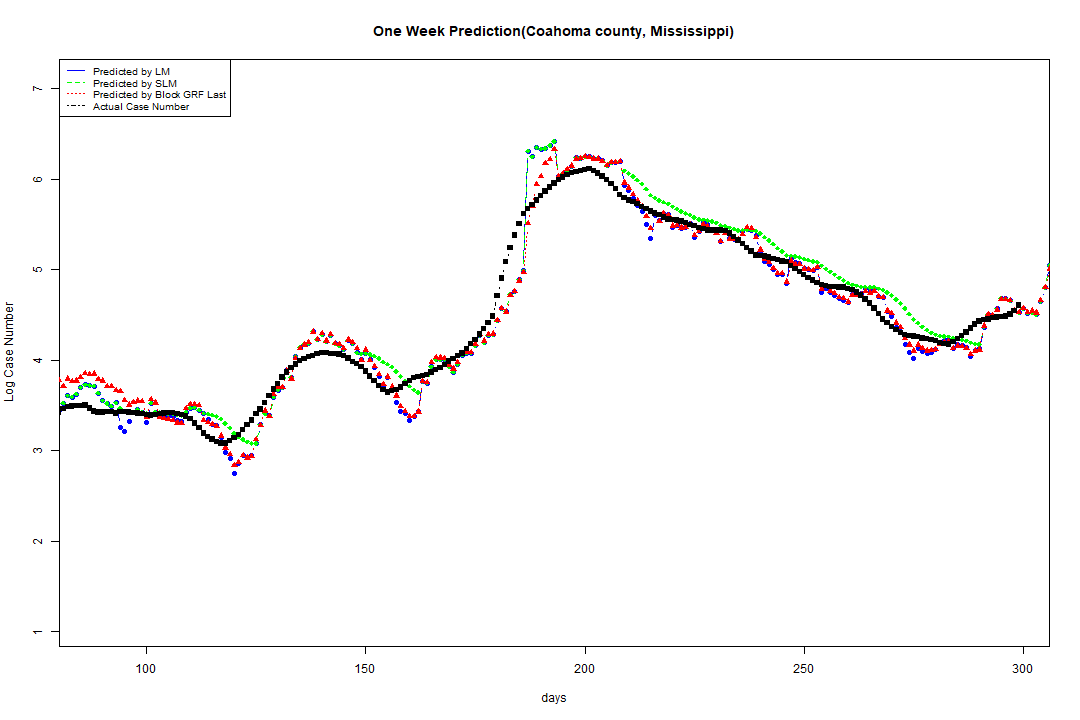 One Week Prediction(Coahoma county, Mississippi)
Predicted by LM
Predicted by SLM
Predicted by Block GRF Last
Actual Case Number
Log Case Number
7
6
5
4
3
2
1
100 150 200 250 300
days